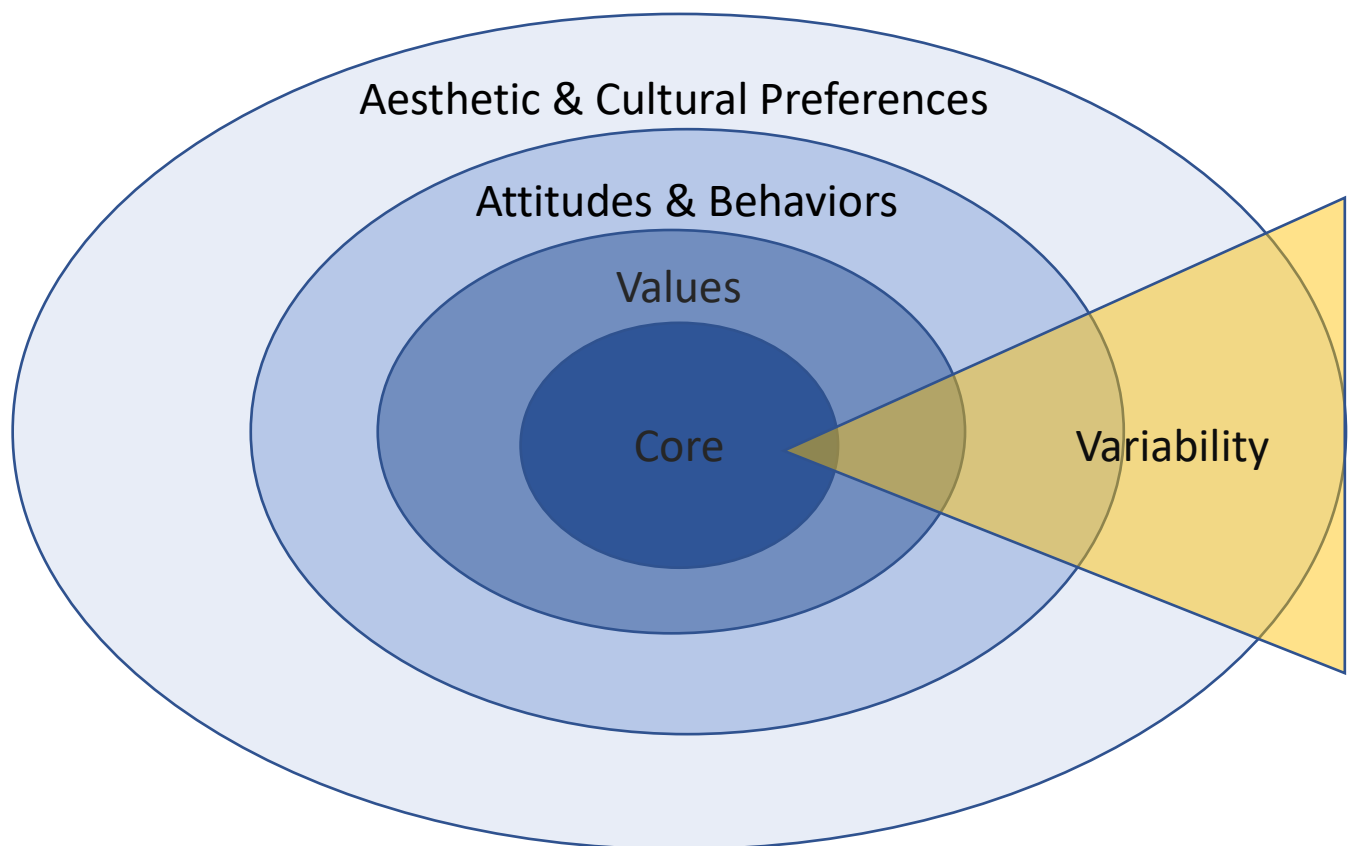 Aesthetic & Cultural Preferences
Attitudes & Behaviors
Values
Core
Variability